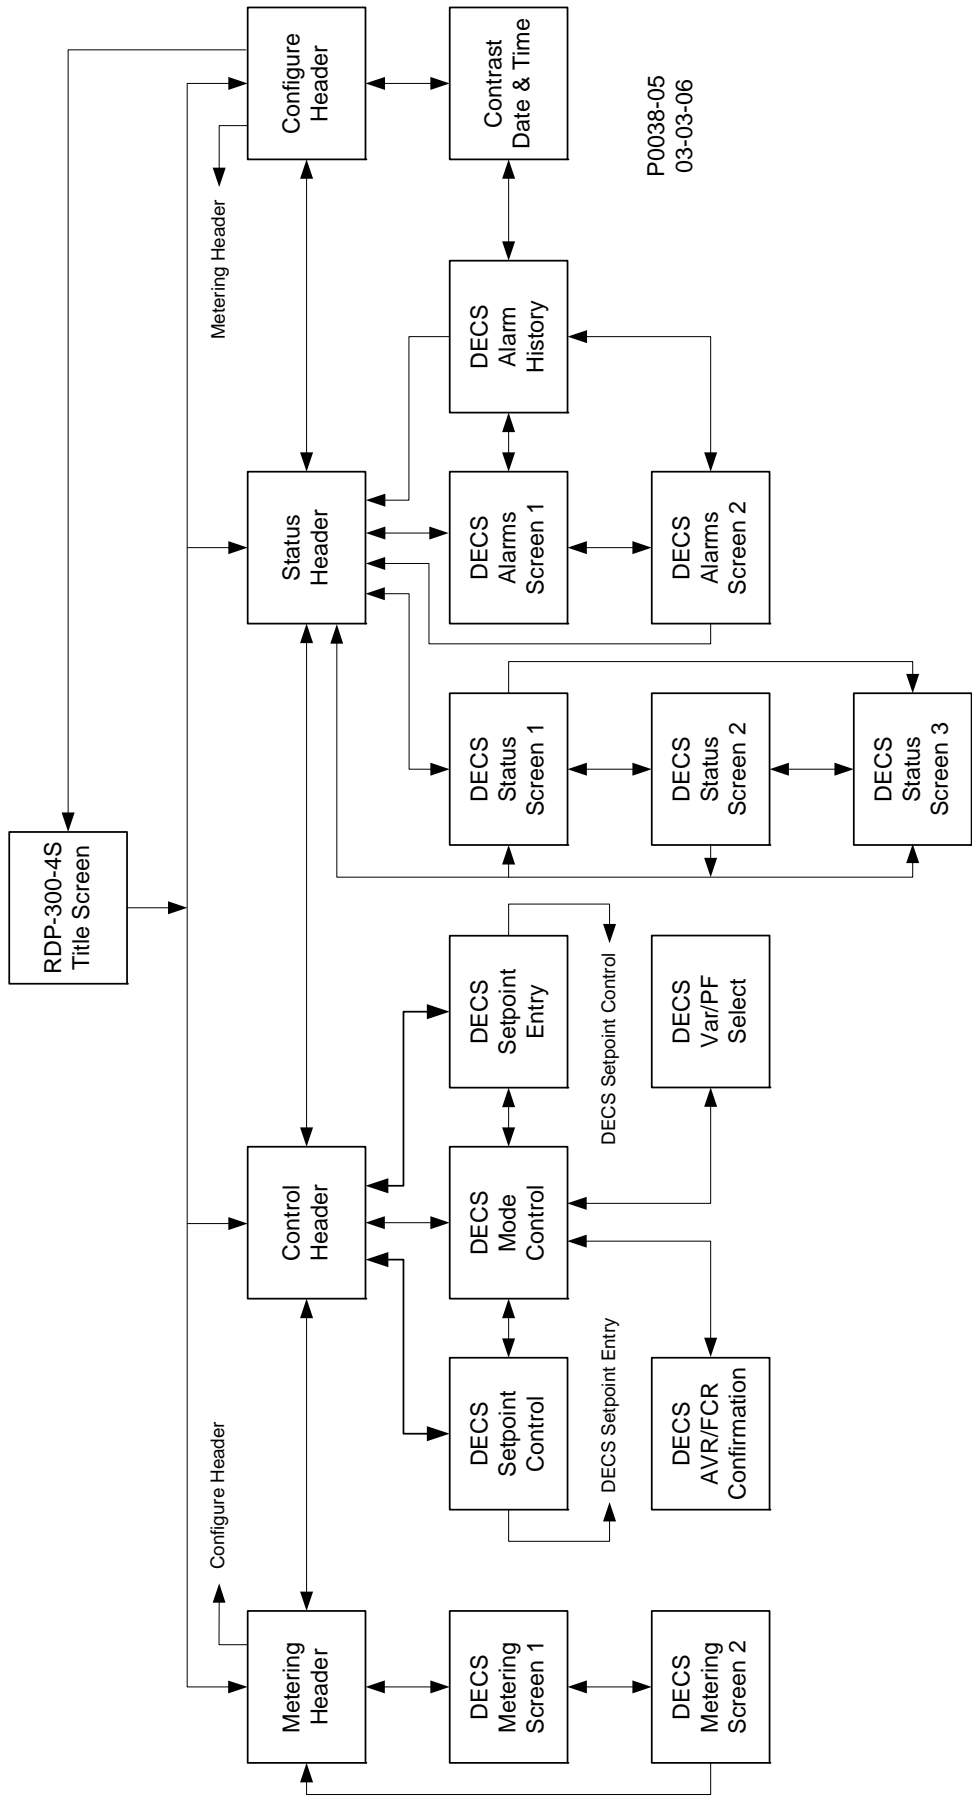 RDP-300-4S
Title Screen
Configure Header
Metering Header
Metering
Header
Control
Header
Status
Header
Configure
Header
DECS
Metering
Screen 1
DECS
Setpoint
Control
DECS
Mode
Control
DECS
Setpoint
Entry
DECS
Status
Screen 1
DECS
Alarms
Screen 1
DECS
Alarm
History
Contrast
Date & Time
DECS Setpoint Entry
DECS Setpoint Control
DECS
Metering
Screen 2
DECS
AVR/FCR
Confirmation
DECS
Var/PF
Select
DECS
Status
Screen 2
DECS
Alarms
Screen 2
P0038-05
03-03-06
DECS
Status
Screen 3